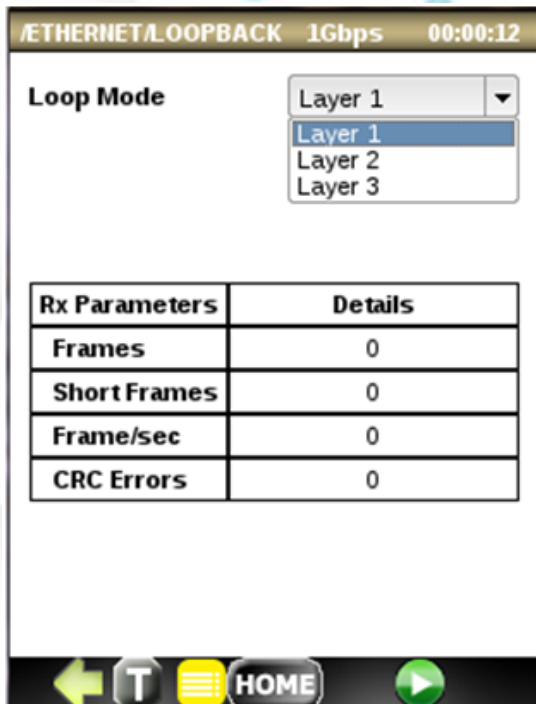 /ETHERNET/LOOPBACK 1Gbps 00:00:12
Loop Mode Layer 1
Layer 1
Layer 2
Layer 3
Rx Parameters Details
Frames 0
Short Frames 0
Frame/sec 0
CRC Errors 0
T HOME